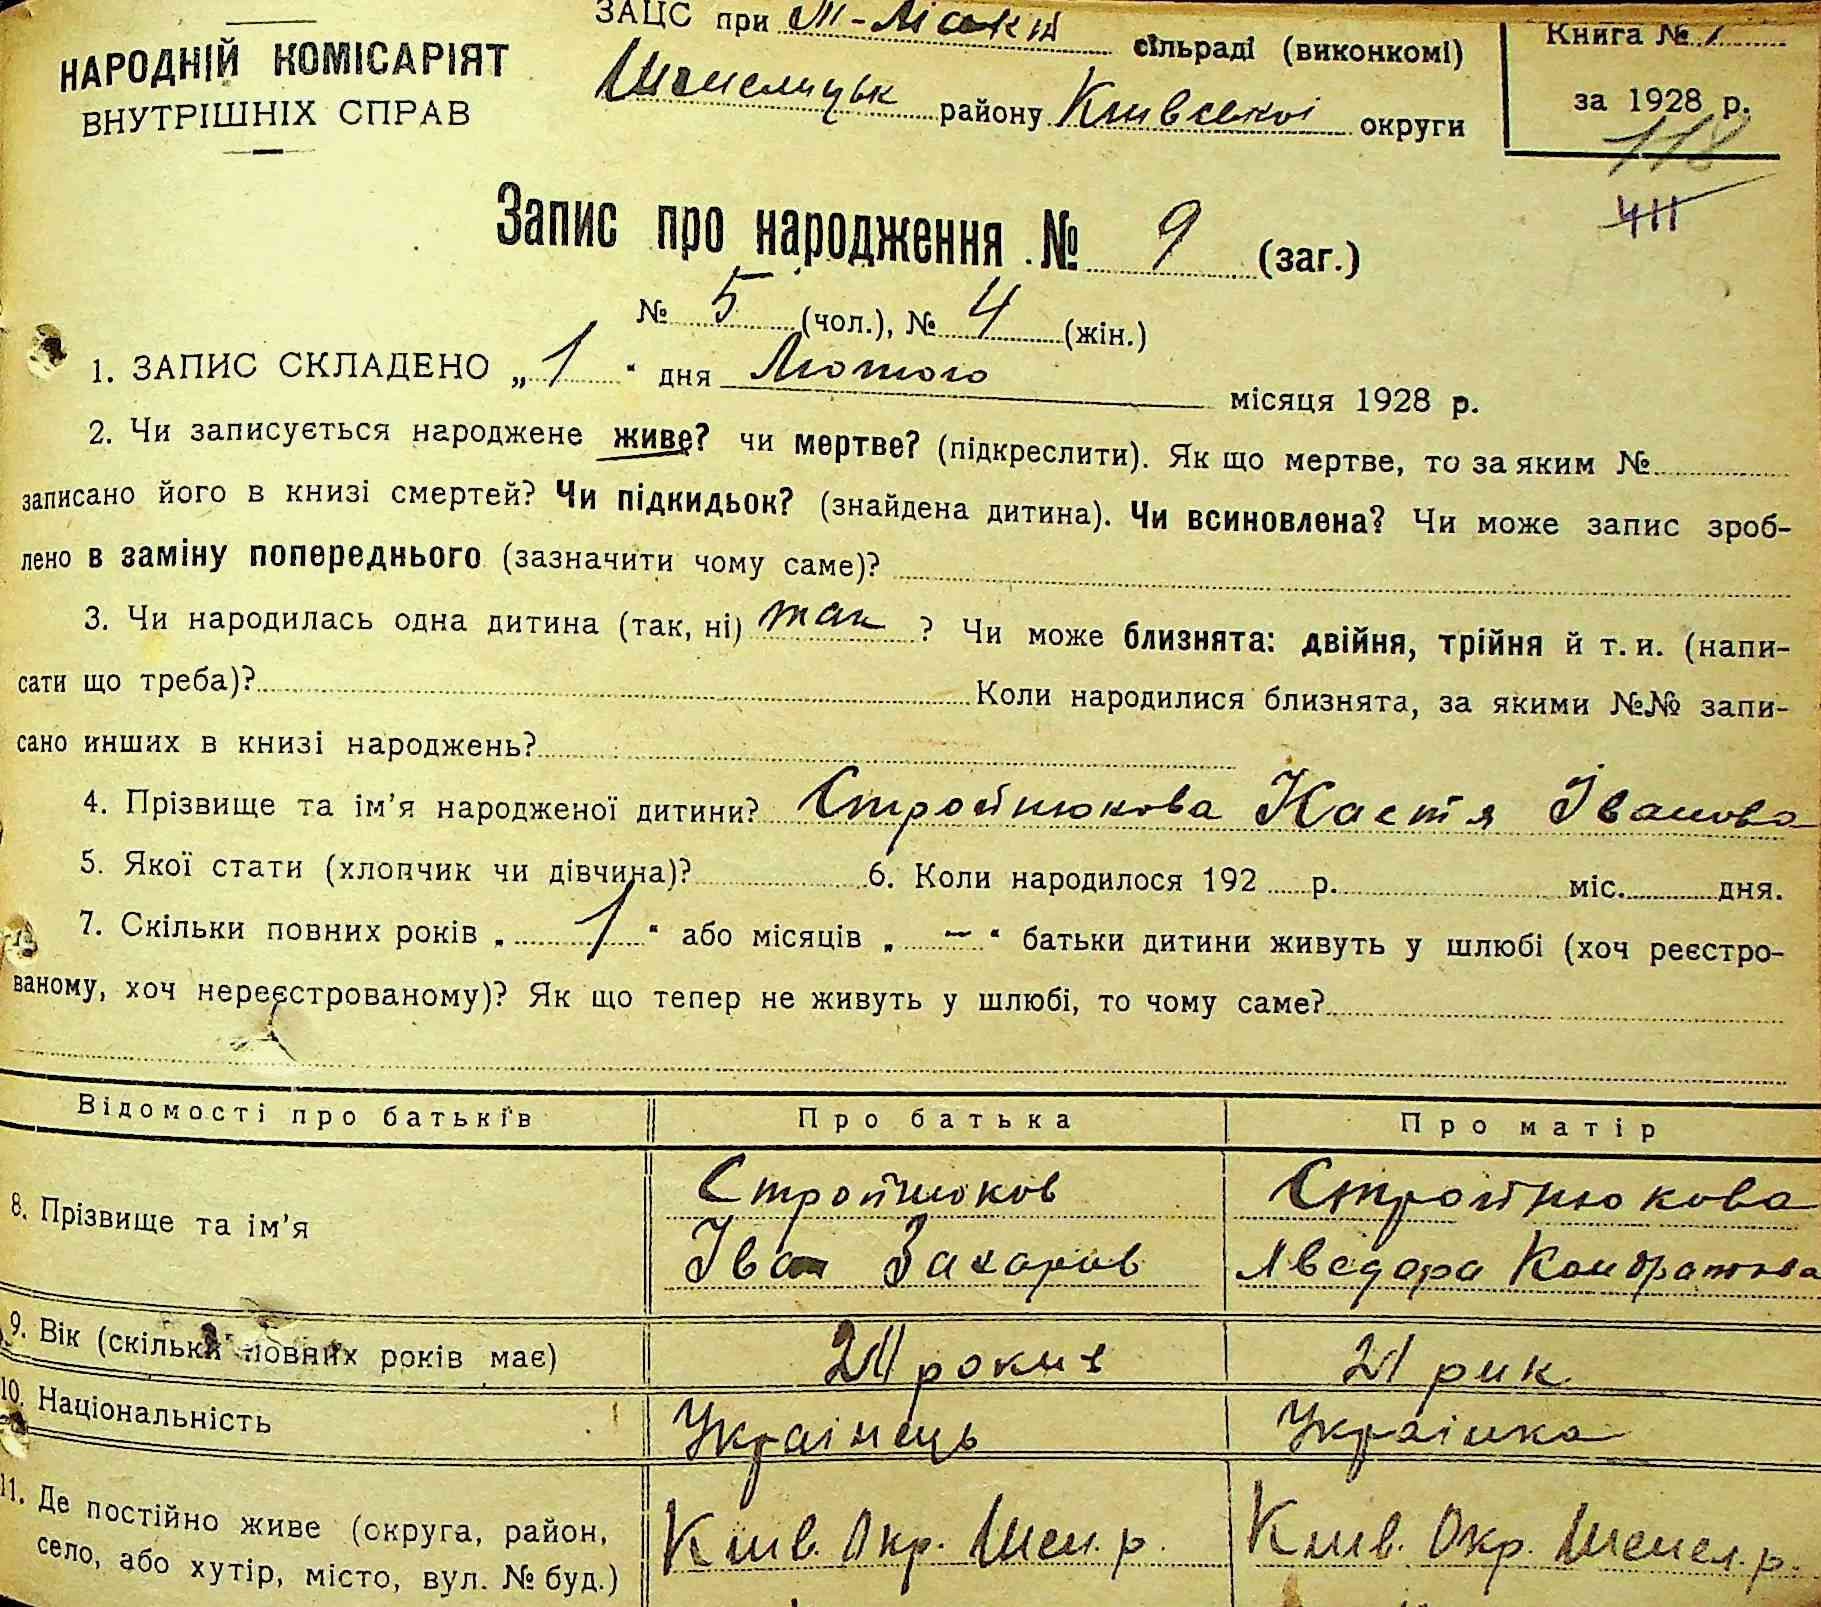 НАРОДНІЙ КОМІСАРІЯТ
ВНУТРІШНІХ СПРАВ
ЗАЦС при сільраді (виконкомі)
району Київської округи
Книга № 1
за 1928 р.
118
411
Запис про народження № 9 (заг.)
№ 5 (чол.), № 4 (жін.)
1. ЗАПИС СКЛАДЕНО „ 1 “ дня Лютого місяця 1928 р.
2. Чи записується народжене живе? чи мертве? (підкреслити). Як що мертве, то за яким №
записано його в книзі смертей? Чи підкидьок? (знайдена дитина). Чи всиновлена? Чи може запис зроб-
лено в заміну попереднього (зазначити чому саме)?
3. Чи народилась одна дитина (так, ні) так ? Чи може близнята: двійня, трійня й т. и. (напи-
сати що треба)? Коли народилися близнята, за якими №№ запи-
сано инших в книзі народжень?
4. Прізвище та ім'я народженої дитини? Стройнюкова Настя Іванова
5. Якої стати (хлопчик чи дівчина)? 6. Коли народилося 192 р. міс. дня.
7. Скільки повних років „ 1 “ або місяців „ – “ батьки дитини живуть у шлюбі (хоч реєстро-
ваному, хоч нереєстрованому)? Як що тепер не живуть у шлюбі, то чому саме?
Відомості про батьків Про батька Про матір
8. Прізвище та ім'я
Стройнюков
Іван Захаров
Стройнюкова
Явдора Кондратова
9. Вік (скільки повних років має) 21 рик
10. Національність Українець Українка
11. Де постійно живе (округа, район,
село, або хутір, місто, вул. № буд.)
Київ. Окр. Шем. р.
Київ. Окр. Шемел. р.